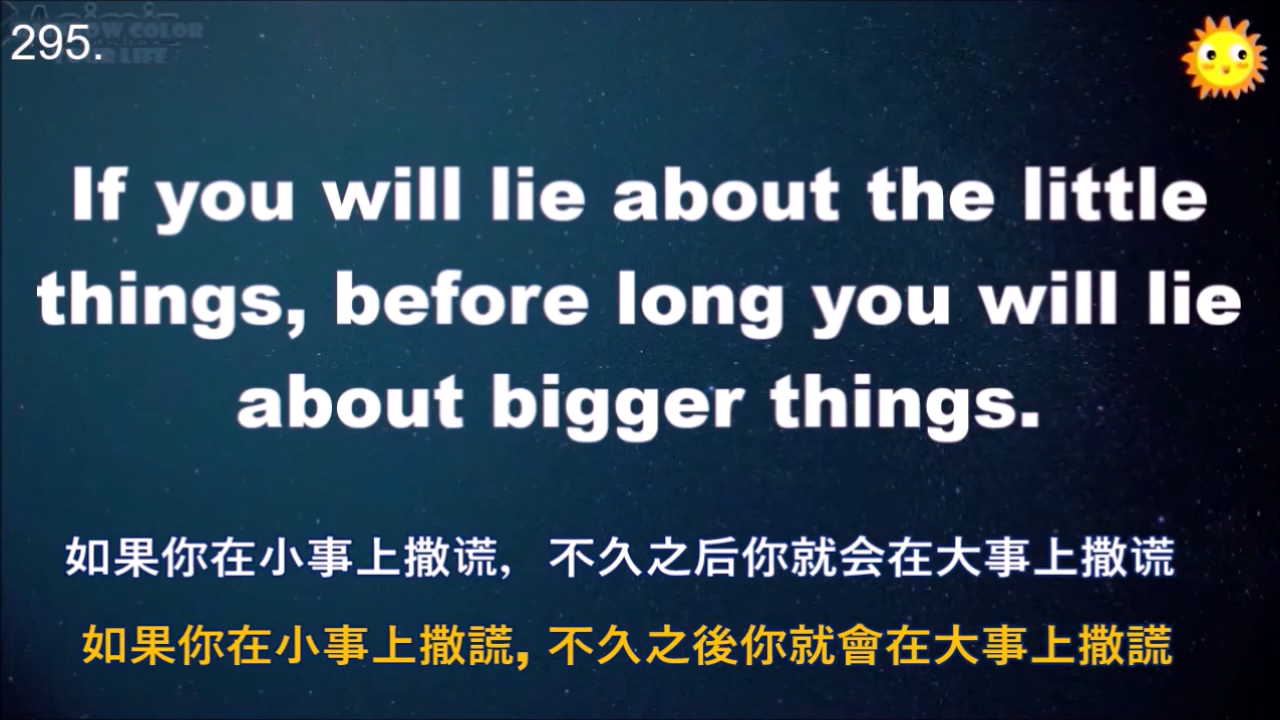 295.
If you will lie about the little
things, before long you will lie
about bigger things.
如果你在小事上撒谎，不久之后你就会在大事上撒谎
如果你在小事上撒謊, 不久之後你就會在大事上撒謊